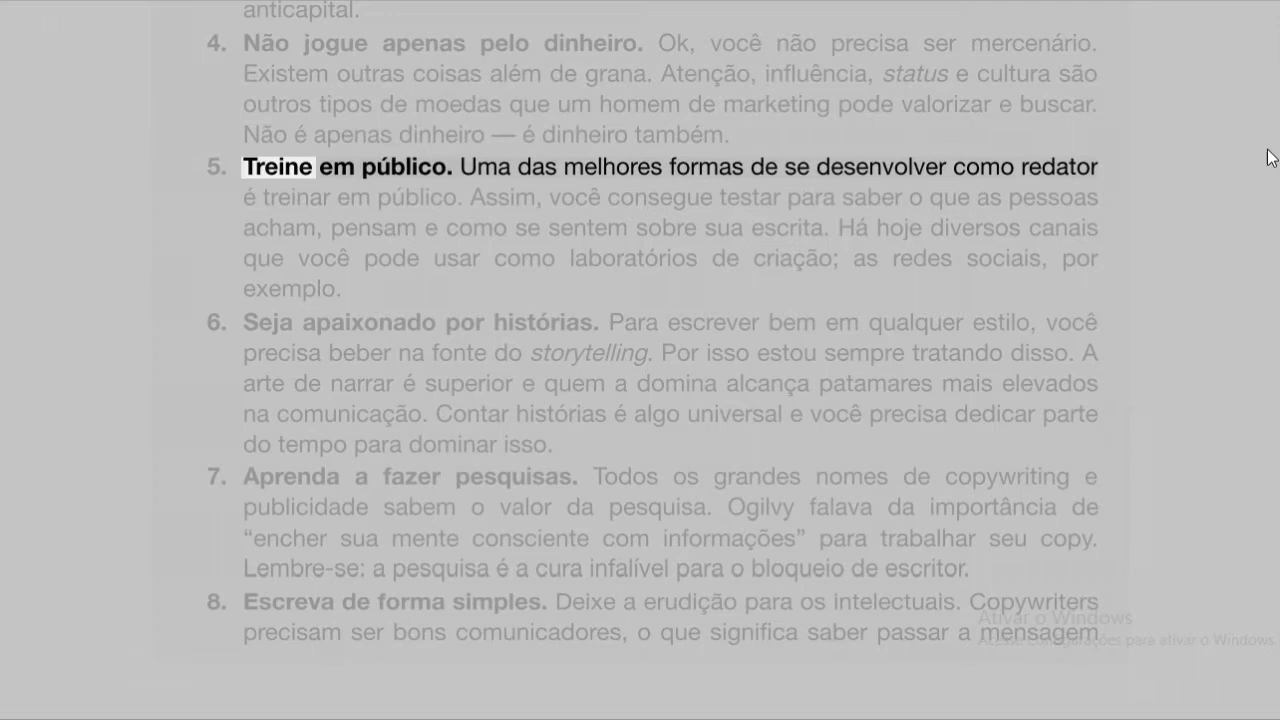 anticapital.
4. Não jogue apenas pelo dinheiro. Ok, você não precisa ser mercenário.
Existem outras coisas além de grana. Atenção, influência, status e cultura são
outros tipos de moedas que um homem de marketing pode valorizar e buscar.
Não é apenas dinheiro — é dinheiro também.
5. Treine em público. Uma das melhores formas de se desenvolver como redator
é treinar em público. Assim, você consegue testar para saber o que as pessoas
acham, pensam e como se sentem sobre sua escrita. Há hoje diversos canais
que você pode usar como laboratórios de criação; as redes sociais, por
exemplo.
6. Seja apaixonado por histórias. Para escrever bem em qualquer estilo, você
precisa beber na fonte do storytelling. Por isso estou sempre tratando disso. A
arte de narrar é superior e quem a domina alcança patamares mais elevados
na comunicação. Contar histórias é algo universal e você precisa dedicar parte
do tempo para dominar isso.
7. Aprenda a fazer pesquisas. Todos os grandes nomes de copywriting e
publicidade sabem o valor da pesquisa. Ogilvy falava da importância de
“encher sua mente consciente com informações” para trabalhar seu copy.
Lembre-se: a pesquisa é a cura infalível para o bloqueio de escritor.
8. Escreva de forma simples. Deixe a erudição para os intelectuais. Copywriters
precisam ser bons comunicadores, o que significa saber passar a mensagem
Ativar o Windows
Acesse configurações para ativar o Windows.